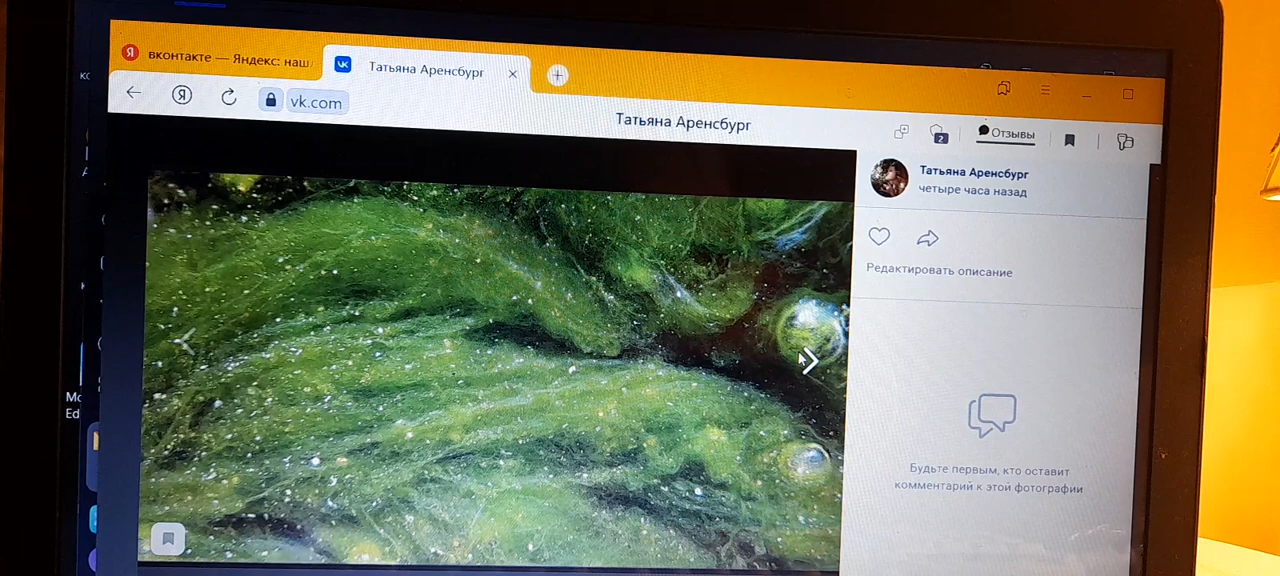 вконтакте — Яндекс: наш
Татьяна Аренсбург
vk.com
Татьяна Аренсбург
2
Отзывы
Татьяна Аренсбург
четыре часа назад
Редактировать описание
Будьте первым, кто оставит
комментарий к этой фотографии